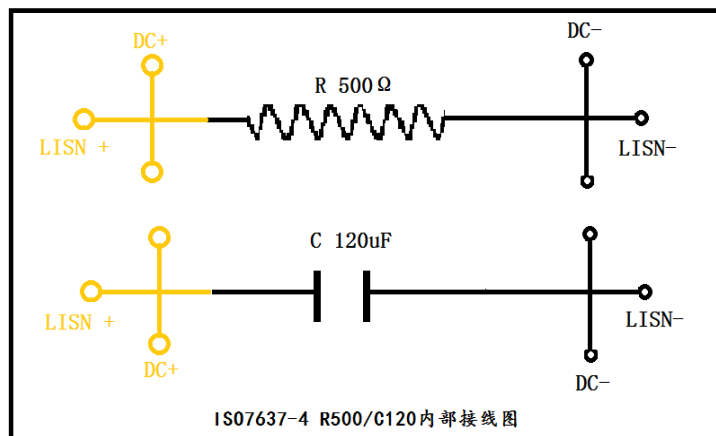 DC+
DC-
R 500Ω
LISN +
LISN-
C 120uF
LISN +
LISN-
DC+
DC-
ISO7637-4 R500/C120内部接线图